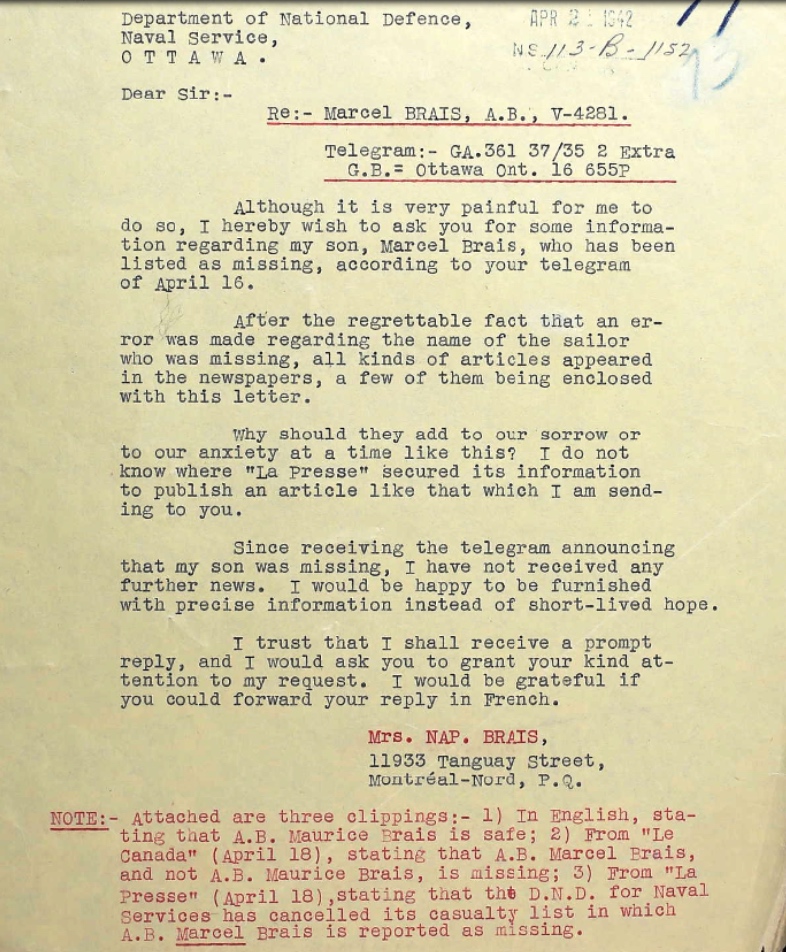 Department of National Defence,
Naval Service,
OTTAWA.
APR 2 1942
NS 113-B-1152
Dear Sir:-
Re:- Marcel BRAIS, A.B., V-4281.
Telegram:- GA.361 37/35 2 Extra
G.B.= Ottawa Ont. 16 655P
Although it is very painful for me to
do so, I hereby wish to ask you for some informa-
tion regarding my son, Marcel Brais, who has been
listed as missing, according to your telegram
of April 16.
After the regrettable fact that an er-
ror was made regarding the name of the sailor
who was missing, all kinds of articles appeared
in the newspapers, a few of them being enclosed
with this letter.
Why should they add to our sorrow or
to our anxiety at a time like this? I do not
know where "La Presse" secured its information
to publish an article like that which I am send-
ing to you.
Since receiving the telegram announcing
that my son was missing, I have not received any
further news. I would be happy to be furnished
with precise information instead of short-lived hope.
I trust that I shall receive a prompt
reply, and I would ask you to grant your kind at-
tention to my request. I would be grateful if
you could forward your reply in French.
Mrs. NAP. BRAIS,
11933 Tanguay Street,
Montréal-Nord, P.Q.
NOTE:- Attached are three clippings:- 1) In English, sta-
ting that A.B. Maurice Brais is safe; 2) From "Le
Canada" (April 18), stating that A.B. Marcel Brais,
and not A.B. Maurice Brais, is missing; 3) From "La
Presse" (April 18),stating that the D.N.D. for Naval
Services has cancelled its casualty list in which
A.B. Marcel Brais is reported as missing.